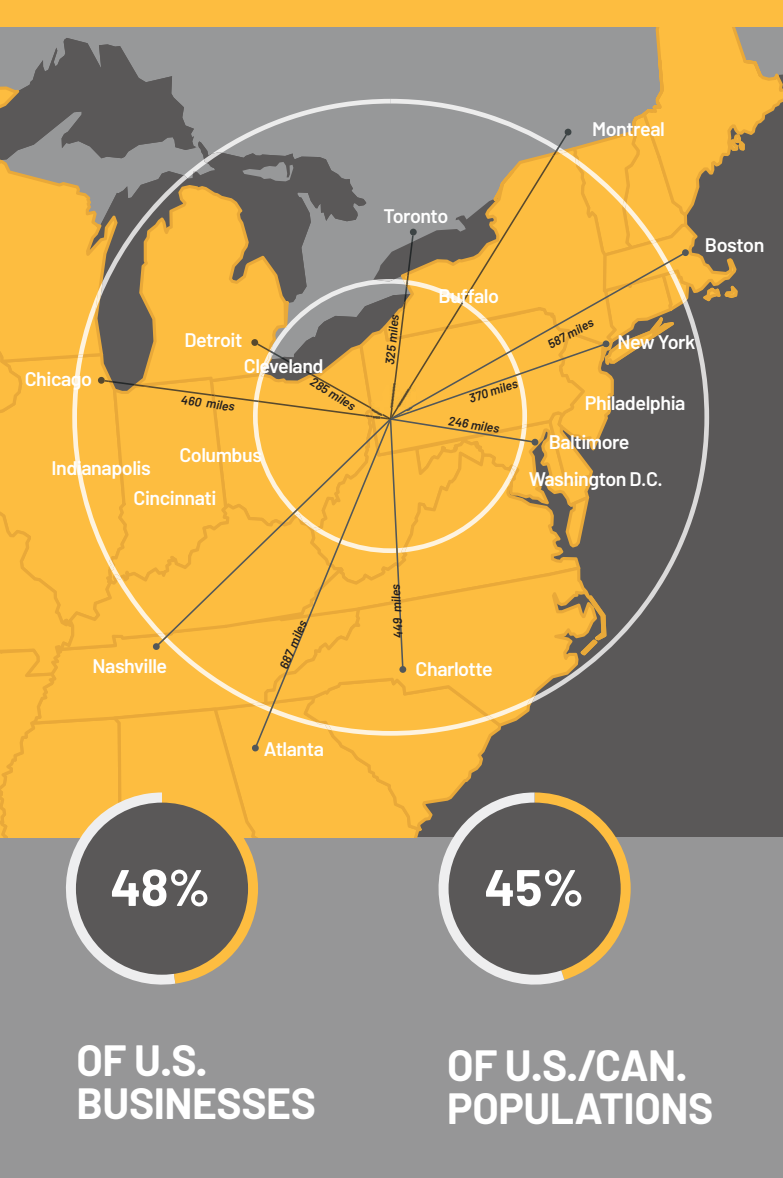 Montreal
Toronto
Boston
Buffalo
587 miles
325 miles
Detroit
New York
Cleveland
Chicago
285 miles
370 miles
460 miles
Philadelphia
246 miles
Baltimore
Columbus
Indianapolis
Washington D.C.
Cincinnati
449 miles
687 miles
Nashville
Charlotte
Atlanta
48%
45%
OF U.S.
BUSINESSES
OF U.S./CAN.
POPULATIONS